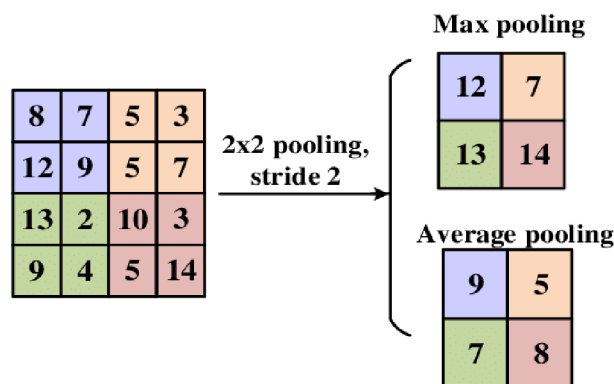 Max pooling
12 7
13 14
8 7 5 3
12 9 5 7
13 2 10 3
9 4 5 14
2x2 pooling,
stride 2
Average pooling
9 5
7 8